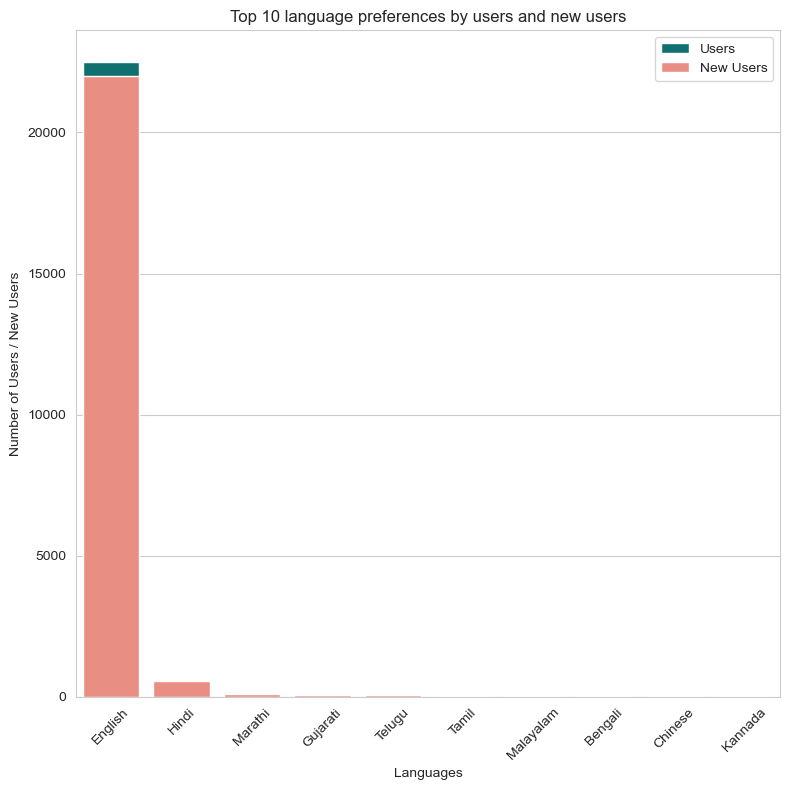 Top 10 language preferences by users and new users
Users
New Users
Number of Users / New Users
20000
15000
10000
5000
0
English
Hindi
Marathi
Gujarati
Telugu
Tamil
Malayalam
Bengali
Chinese
Kannada
Languages